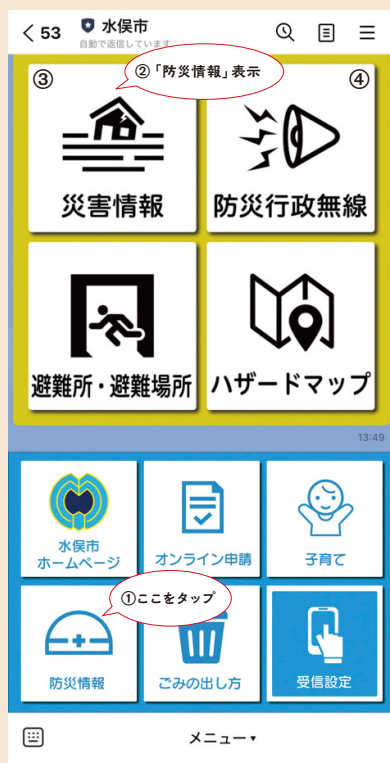 53 水俣市
自動で返信しています
②「防災情報」表示
③
④
災害情報
防災行政無線
避難所・避難場所
ハザードマップ
13:49
水俣市
ホームページ
オンライン申請
子育て
①ここをタップ
防災情報
ごみの出し方
受信設定
メニュー▾